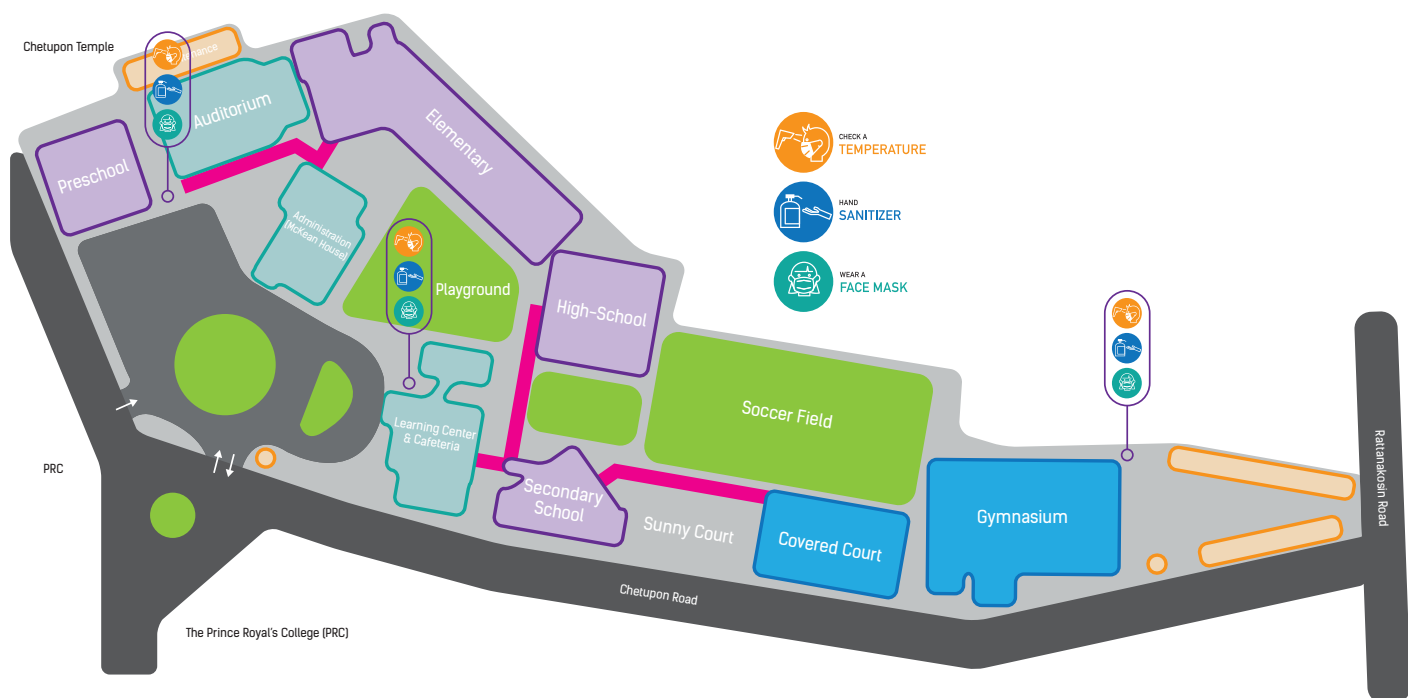 Chetupon Temple
Auditorium
Preschool
Elementary
Administration
(McKean House)
Playground
High-School
CHECK A
TEMPERATURE
HAND
SANITIZER
WEAR A
FACE MASK
Learning Center
& Cafeteria
Soccer Field
Secondary
School
Sunny Court
Covered Court
Gymnasium
Rattanakosin Road
PRC
Chetupon Road
The Prince Royal's College (PRC)